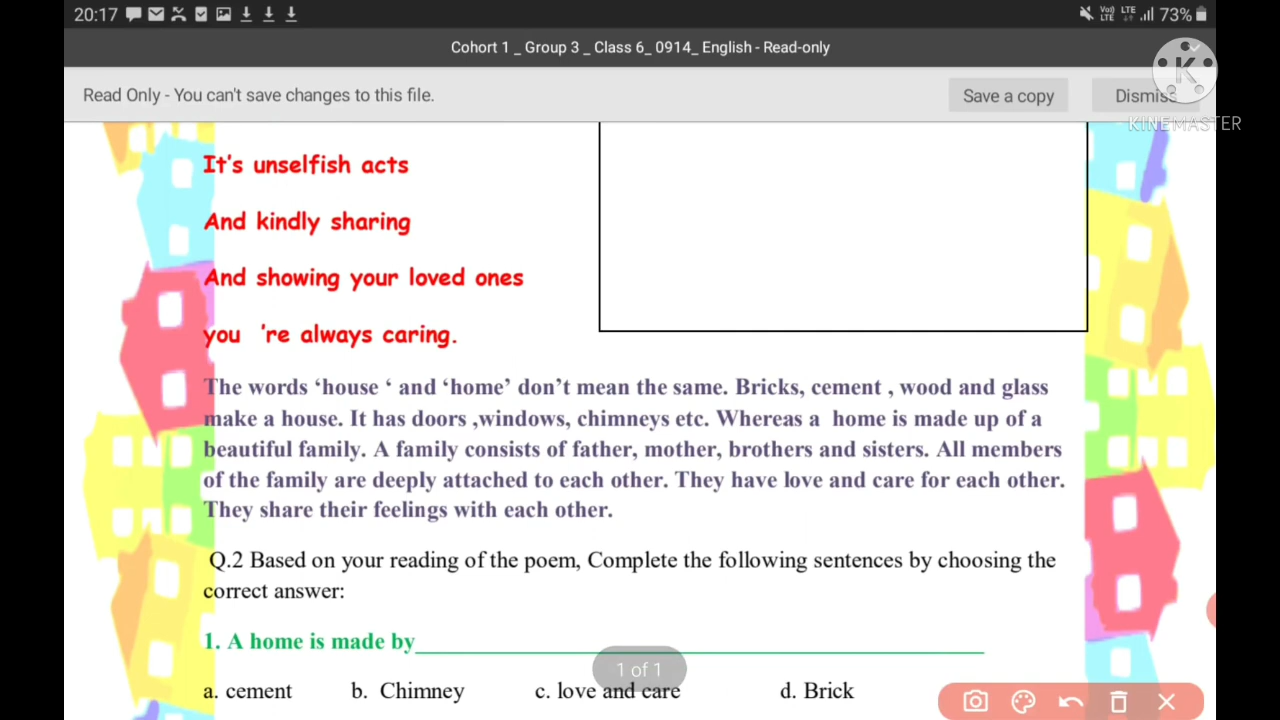 20:17
LTE
73%
Cohort 1 _ Group 3 _ Class 6_ 0914_ English - Read-only
Read Only - You can't save changes to this file.
Save a copy
Dismiss
K
KINEMASTER
It's unselfish acts
And kindly sharing
And showing your loved ones
you 're always caring.
The words ‘house ‘ and ‘home’ don’t mean the same. Bricks, cement , wood and glass
make a house. It has doors ,windows, chimneys etc. Whereas a home is made up of a
beautiful family. A family consists of father, mother, brothers and sisters. All members
of the family are deeply attached to each other. They have love and care for each other.
They share their feelings with each other.
Q.2 Based on your reading of the poem, Complete the following sentences by choosing the
correct answer:
1. A home is made by
1 of 1
a. cement b. Chimney c. love and care d. Brick